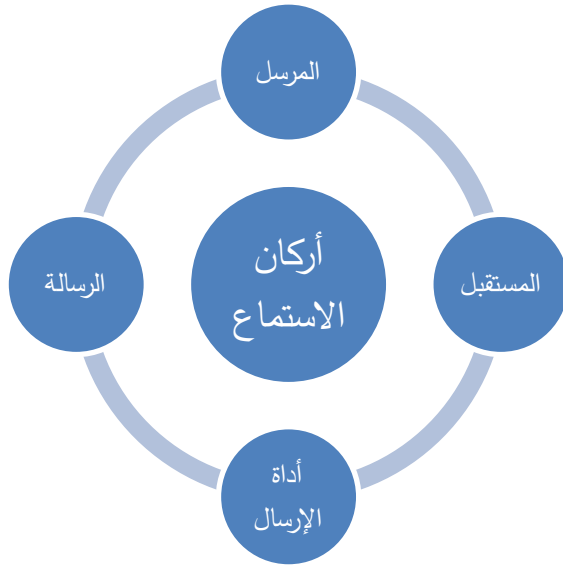 المرسل
أركان
الاستماع
المستقبل
الرسالة
أداة
الإرسال